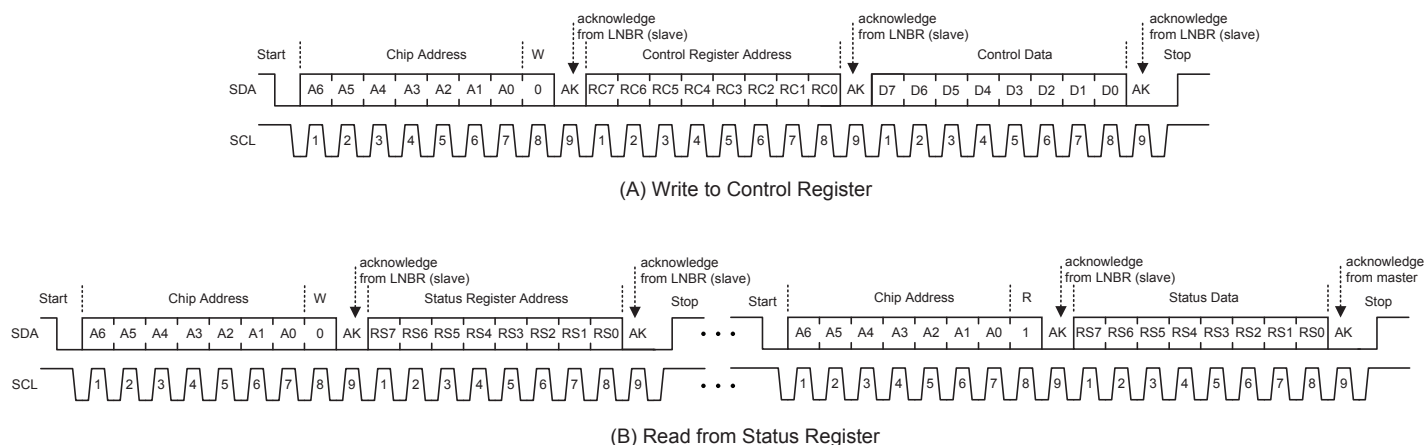 acknowledge
from LNBR (slave)
acknowledge
from LNBR (slave)
acknowledge
from LNBR (slave)
Start Chip Address W Control Register Address Control Data Stop
SDA A6 A5 A4 A3 A2 A1 A0 0 AK RC7 RC6 RC5 RC4 RC3 RC2 RC1 RC0 AK D7 D6 D5 D4 D3 D2 D1 D0 AK
SCL 1 2 3 4 5 6 7 8 9 1 2 3 4 5 6 7 8 9 1 2 3 4 5 6 7 8 9
(A) Write to Control Register
acknowledge
from LNBR (slave)
acknowledge
from LNBR (slave)
acknowledge
from LNBR (slave)
acknowledge
from master
Start Chip Address W Status Register Address Stop Start Chip Address R Status Data Stop
SDA A6 A5 A4 A3 A2 A1 A0 0 AK RS7 RS6 RS5 RS4 RS3 RS2 RS1 RS0 AK • • • A6 A5 A4 A3 A2 A1 A0 1 AK RS7 RS6 RS5 RS4 RS3 RS2 RS1 RS0 AK
SCL 1 2 3 4 5 6 7 8 9 1 2 3 4 5 6 7 8 9 • • • 1 2 3 4 5 6 7 8 9 1 2 3 4 5 6 7 8 9
(B) Read from Status Register